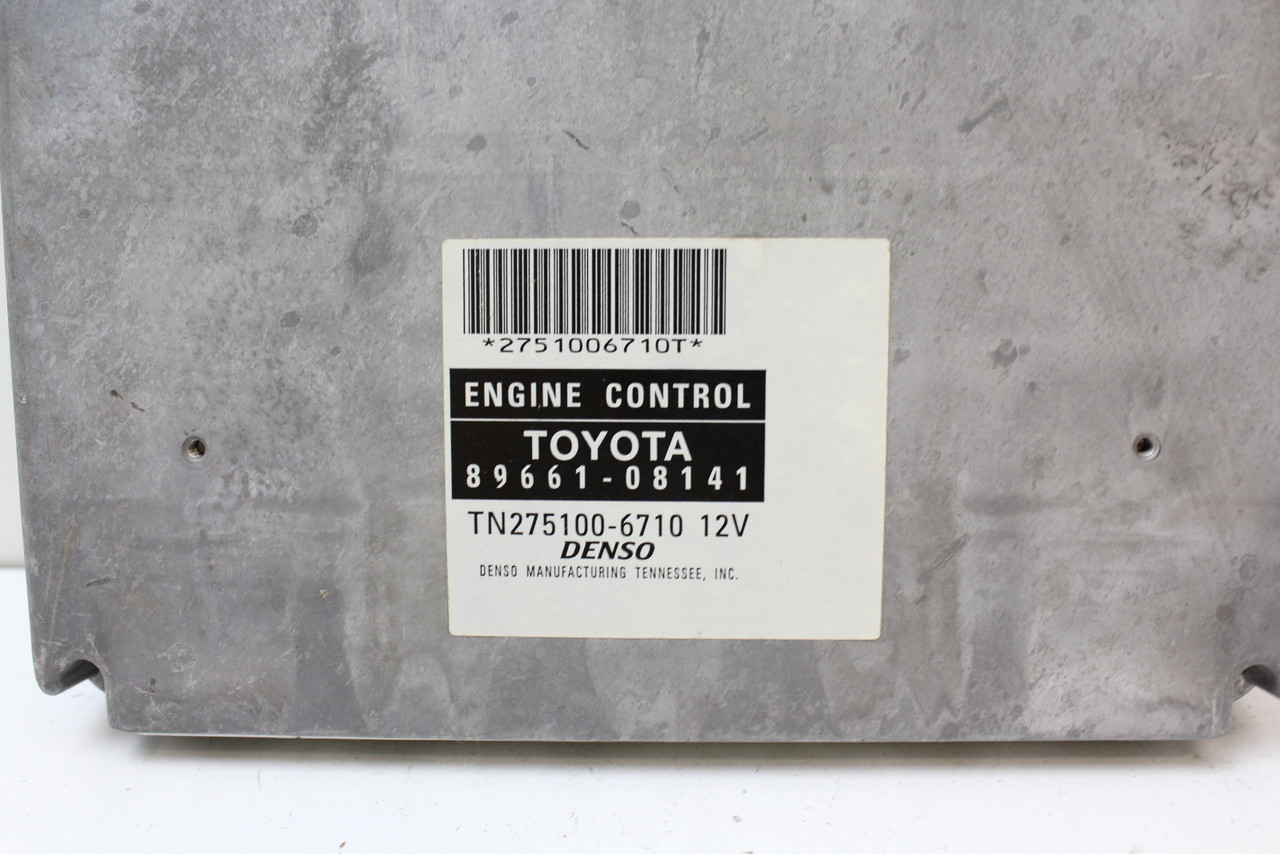 *2751006710T*
ENGINE CONTROL
TOYOTA
89661-08141
TN275100-6710 12V
DENSO
DENSO MANUFACTURING TENNESSEE, INC.